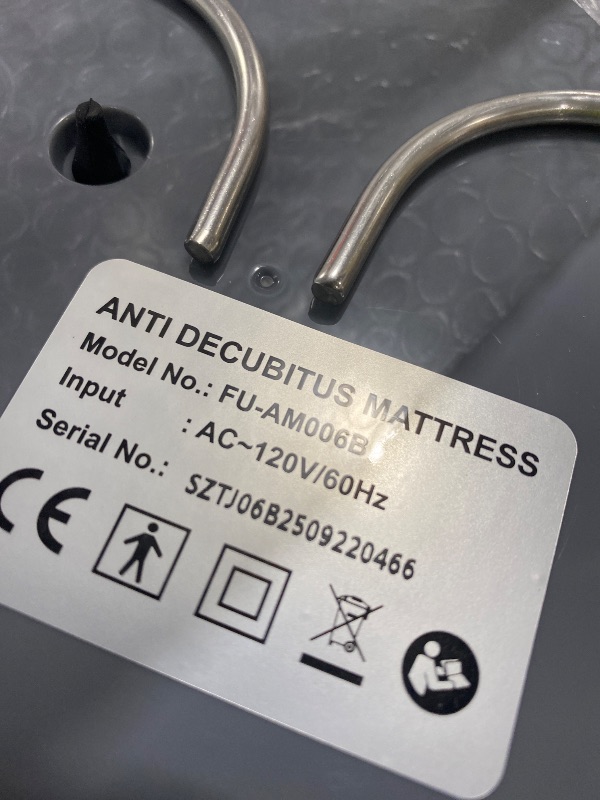 ANTI DECUBITUS MATTRESS
Model No.: FU-AM006B
Input : AC~120V/60Hz
Serial No.: SZTJ06B2509220466
CE